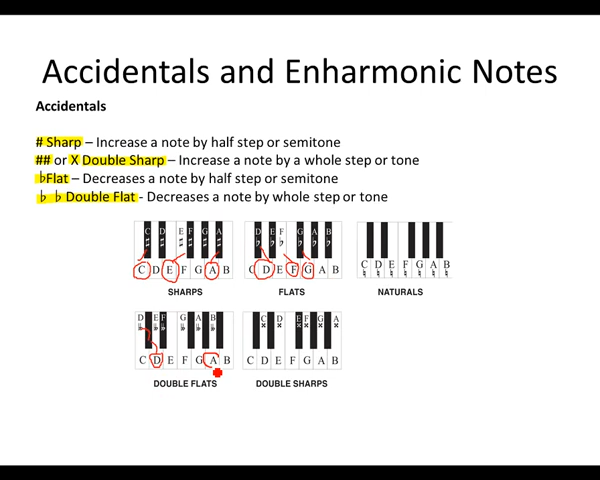 Accidentals and Enharmonic Notes
Accidentals
# Sharp – Increase a note by half step or semitone
## or X Double Sharp – Increase a note by a whole step or tone
♭Flat – Decreases a note by half step or semitone
♭ ♭ Double Flat - Decreases a note by whole step or tone
C D E F G A
C D E F G A B
D E F G A B
C D E F G A B
C D E F G A B
SHARPS FLATS NATURALS
D E F G A B
C D E F G A B
C D E F G A
C D E F G A B
DOUBLE FLATS DOUBLE SHARPS